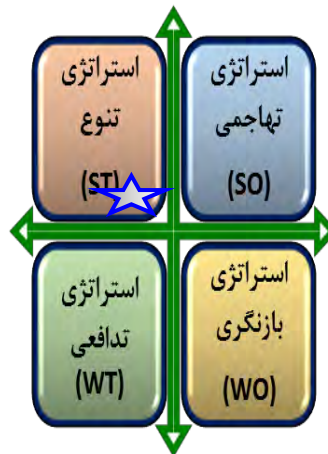 استراتژی
تهاجمی
(SO)
استراتژی
تنوع
(ST)
استراتژی
بازنگری
(WO)
استراتژی
تدافعی
(WT)